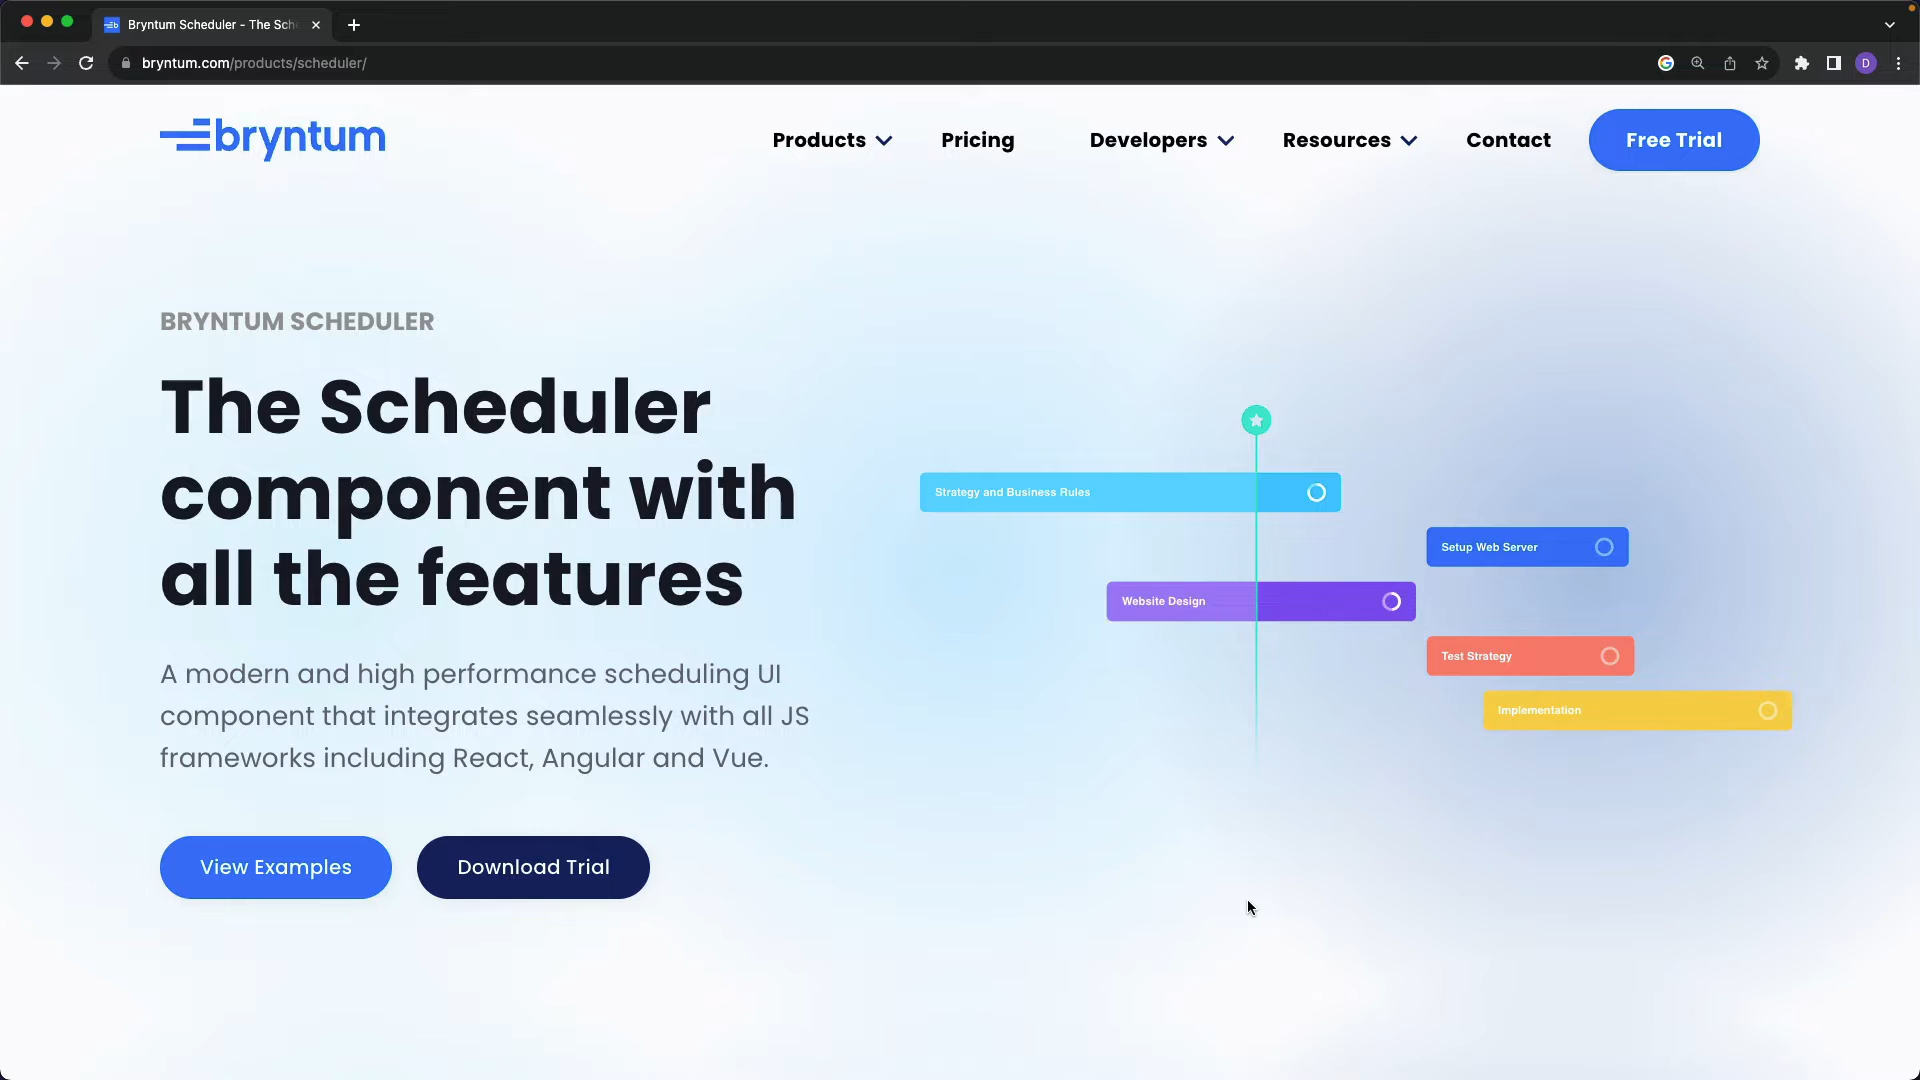 Bryntum Scheduler - The Sch
bryntum.com/products/scheduler/
D
bryntum
Products
Pricing
Developers
Resources
Contact
Free Trial
BRYNTUM SCHEDULER
The Scheduler
component with
all the features
A modern and high performance scheduling UI
component that integrates seamlessly with all JS
frameworks including React, Angular and Vue.
View Examples
Download Trial
Strategy and Business Rules
Setup Web Server
Website Design
Test Strategy
Implementation